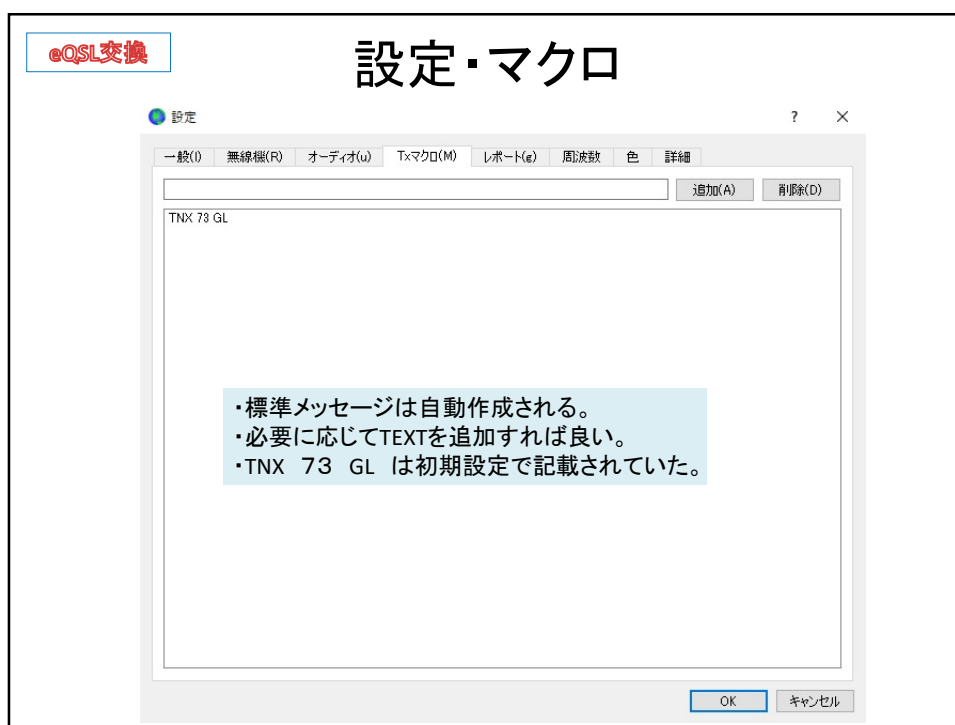 eQSL交換
設定・マクロ
設定
? ×
一般(I) 無線機(R) オーディオ(u) Txマクロ(M) レポート(g) 周波数 色 詳細
追加(A) 削除(D)
TNX 73 GL
・標準メッセージは自動作成される。
・必要に応じてTEXTを追加すれば良い。
・TNX 73 GL は初期設定で記載されていた。
OK キャンセル